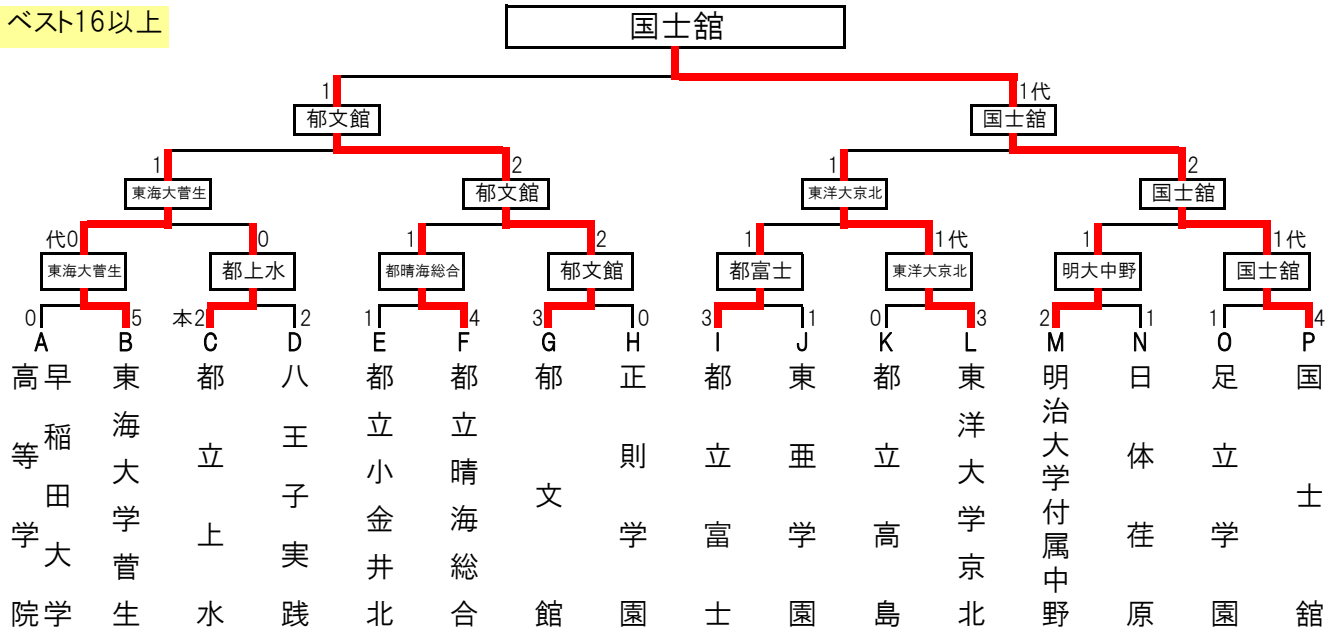 ベスト16以上
国士舘
1
1代
郁文館
国士舘
1
2
1
2
東海大菅生
郁文館
東洋大京北
国士舘
代0
0
1
2
1
1代
1
1代
東海大菅生
都上水
都晴海総合
郁文館
都富士
東洋大京北
明大中野
国士舘
0
5
本2
2
1
4
3
0
3
1
0
3
2
1
1
4
A
B
C
D
E
F
G
H
I
J
K
L
M
N
O
P
早稲田大学
高等学院
東海大学菅生
都立上水
八王子実践
都立小金井北
都立晴海総合
郁文館
正則学園
都立富士
東亜学園
都立高島
東洋大学京北
明治大学付属中野
日体荏原
足立学園
国士舘